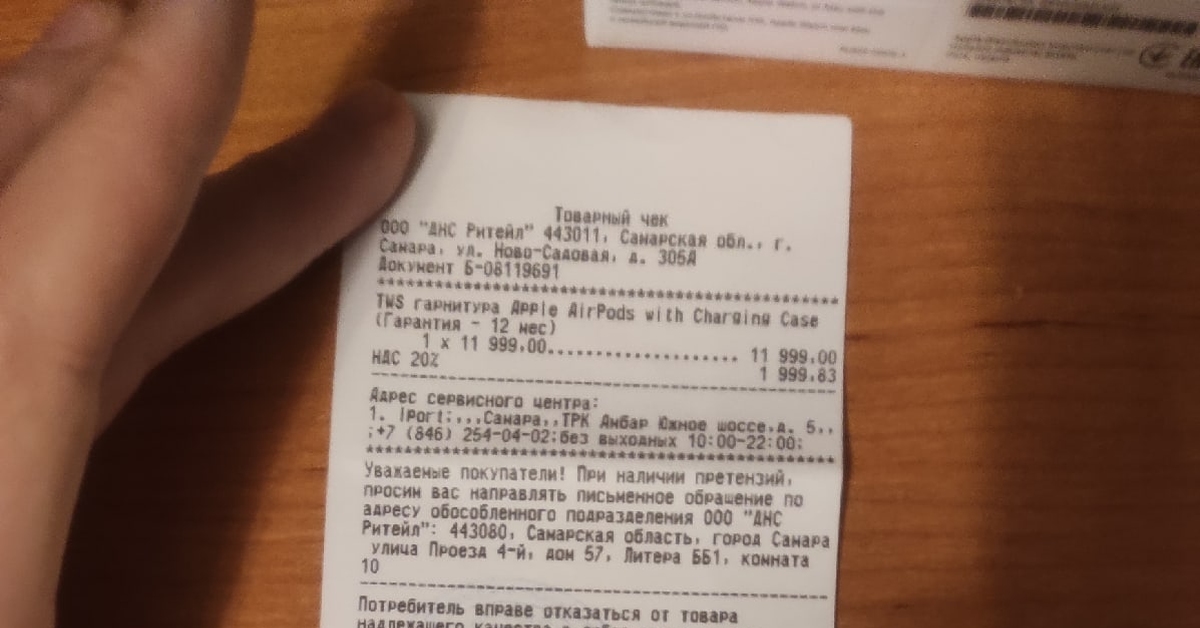 Товарный чек
ООО "ДНС Ритейл" 443011, Самарская обл., г.
Самара, ул. Ново-Садовая, д. 305А
Документ Б-08119691
****************************************
TWS гарнитура Apple AirPods with Charging Case
(Гарантия - 12 мес)
1 x 11 999,00..................... 11 999,00
НДС 20% 1 999,83
----------------------------------------
Адрес сервисного центра:
1. IPort;,,,Самара,,ТРК Амбар Южное шоссе,д. 5,,
;+7 (846) 254-04-02;без выходных 10:00-22:00;
****************************************
Уважаемые покупатели! При наличии претензий,
просим вас направлять письменное обращение по
адресу обособленного подразделения ООО "ДНС
Ритейл": 443080, Самарская область, город Самара
улица Проезд 4-й, дом 57, Литера ББ1, комната
10
----------------------------------------
Потребитель вправе отказаться от товара
надлежащего качества